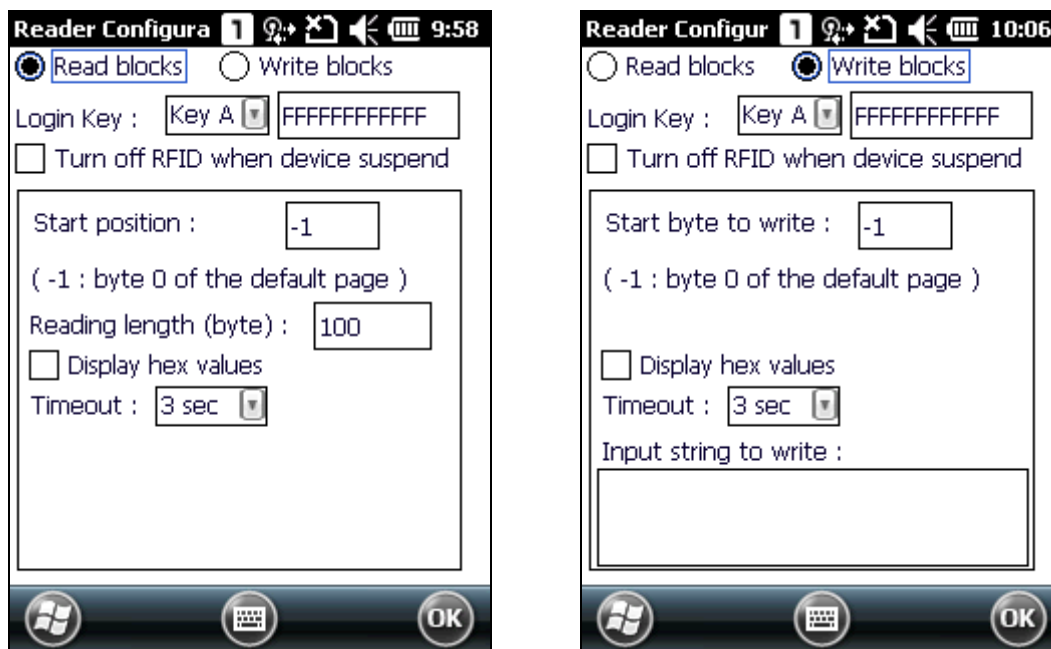 Reader Configura 1 9:58
Read blocks Write blocks
Login Key : Key A FFFFFFFFFFFF
Turn off RFID when device suspend
Start position : -1
( -1 : byte 0 of the default page )
Reading length (byte) : 100
Display hex values
Timeout : 3 sec
OK
Reader Configur 1 10:06
Read blocks Write blocks
Login Key : Key A FFFFFFFFFFFF
Turn off RFID when device suspend
Start byte to write : -1
( -1 : byte 0 of the default page )
Display hex values
Timeout : 3 sec
Input string to write :
OK